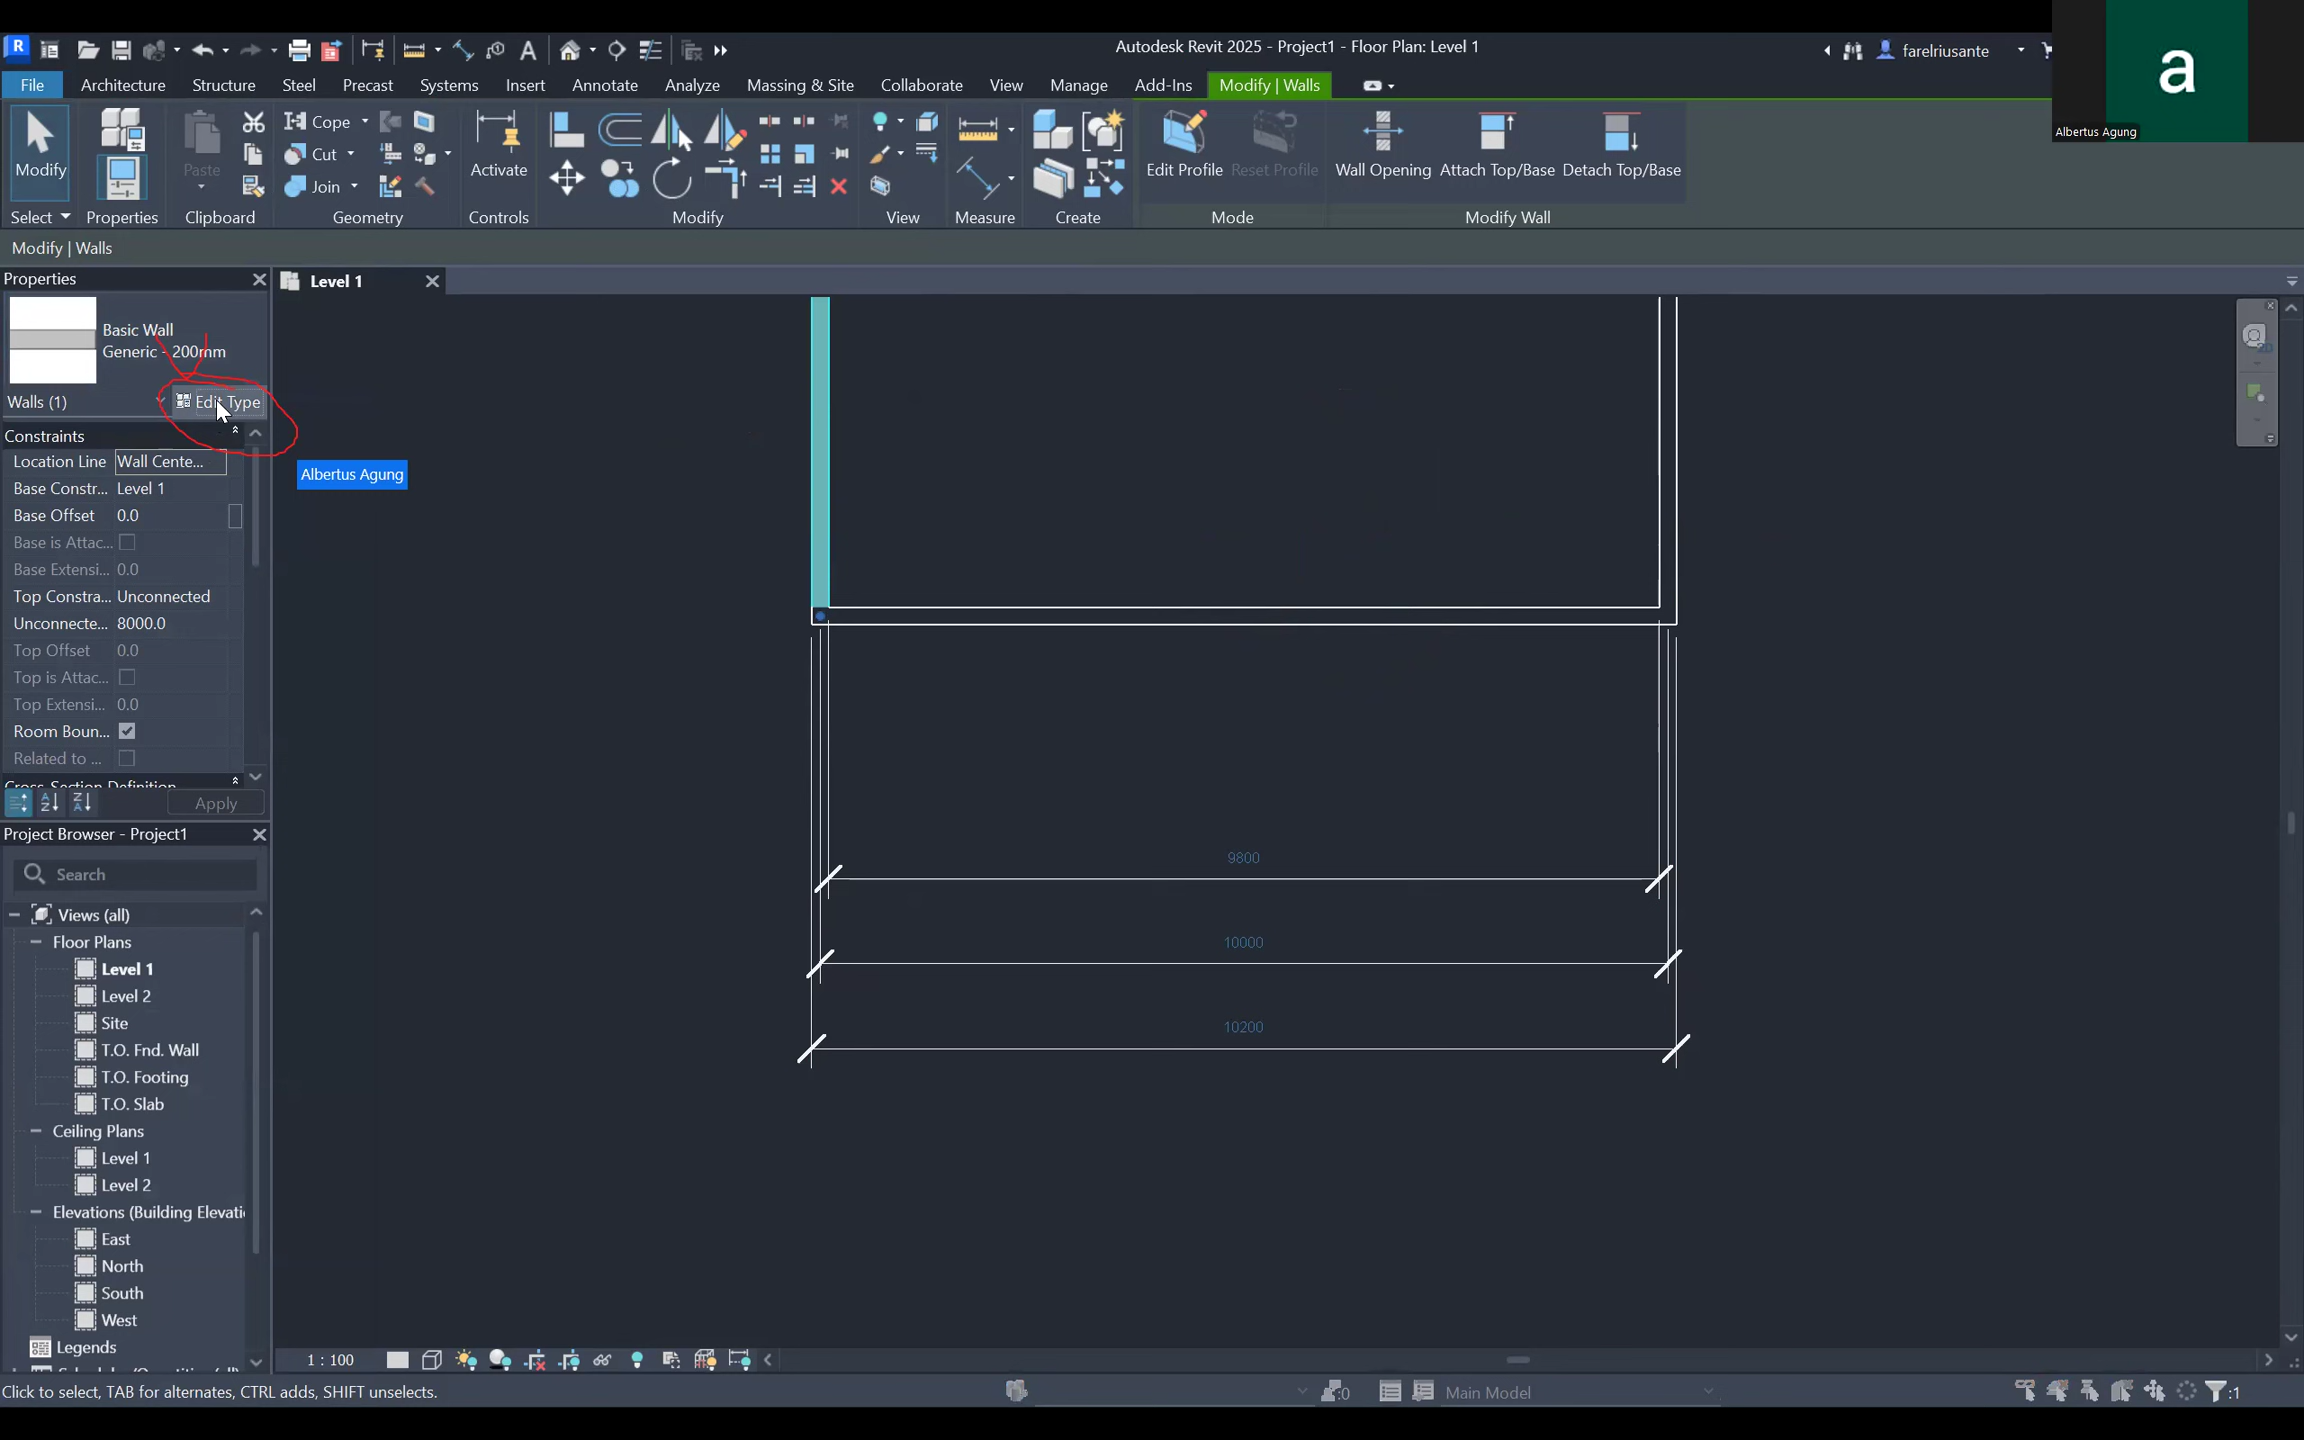 Autodesk Revit 2025 - Project1 - Floor Plan: Level 1
farelriusante
a
Albertus Agung
File Architecture Structure Steel Precast Systems Insert Annotate Analyze Massing & Site Collaborate View Manage Add-Ins Modify | Walls
Modify
Paste
Cope
Cut
Join
Activate
Edit Profile Reset Profile Wall Opening Attach Top/Base Detach Top/Base
Select Properties Clipboard Geometry Controls Modify View Measure Create Mode Modify Wall
Modify | Walls
Properties
Level 1
Basic Wall
Generic - 200mm
Walls (1)
Edit Type
Constraints
Location Line Wall Cente...
Albertus Agung
Base Constr... Level 1
Base Offset 0.0
Base is Attac...
Base Extensi... 0.0
Top Constra... Unconnected
Unconnecte... 8000.0
Top Offset 0.0
Top is Attac...
Top Extensi... 0.0
Room Boun...
Related to ...
Cross-Section Definition
Apply
Project Browser - Project1
Search
Views (all)
Floor Plans
Level 1
Level 2
Site
T.O. Fnd. Wall
T.O. Footing
T.O. Slab
Ceiling Plans
Level 1
Level 2
Elevations (Building Elevati
East
North
South
West
Legends
9800
10000
10200
1 : 100
Click to select, TAB for alternates, CTRL adds, SHIFT unselects.
:0
Main Model
:1